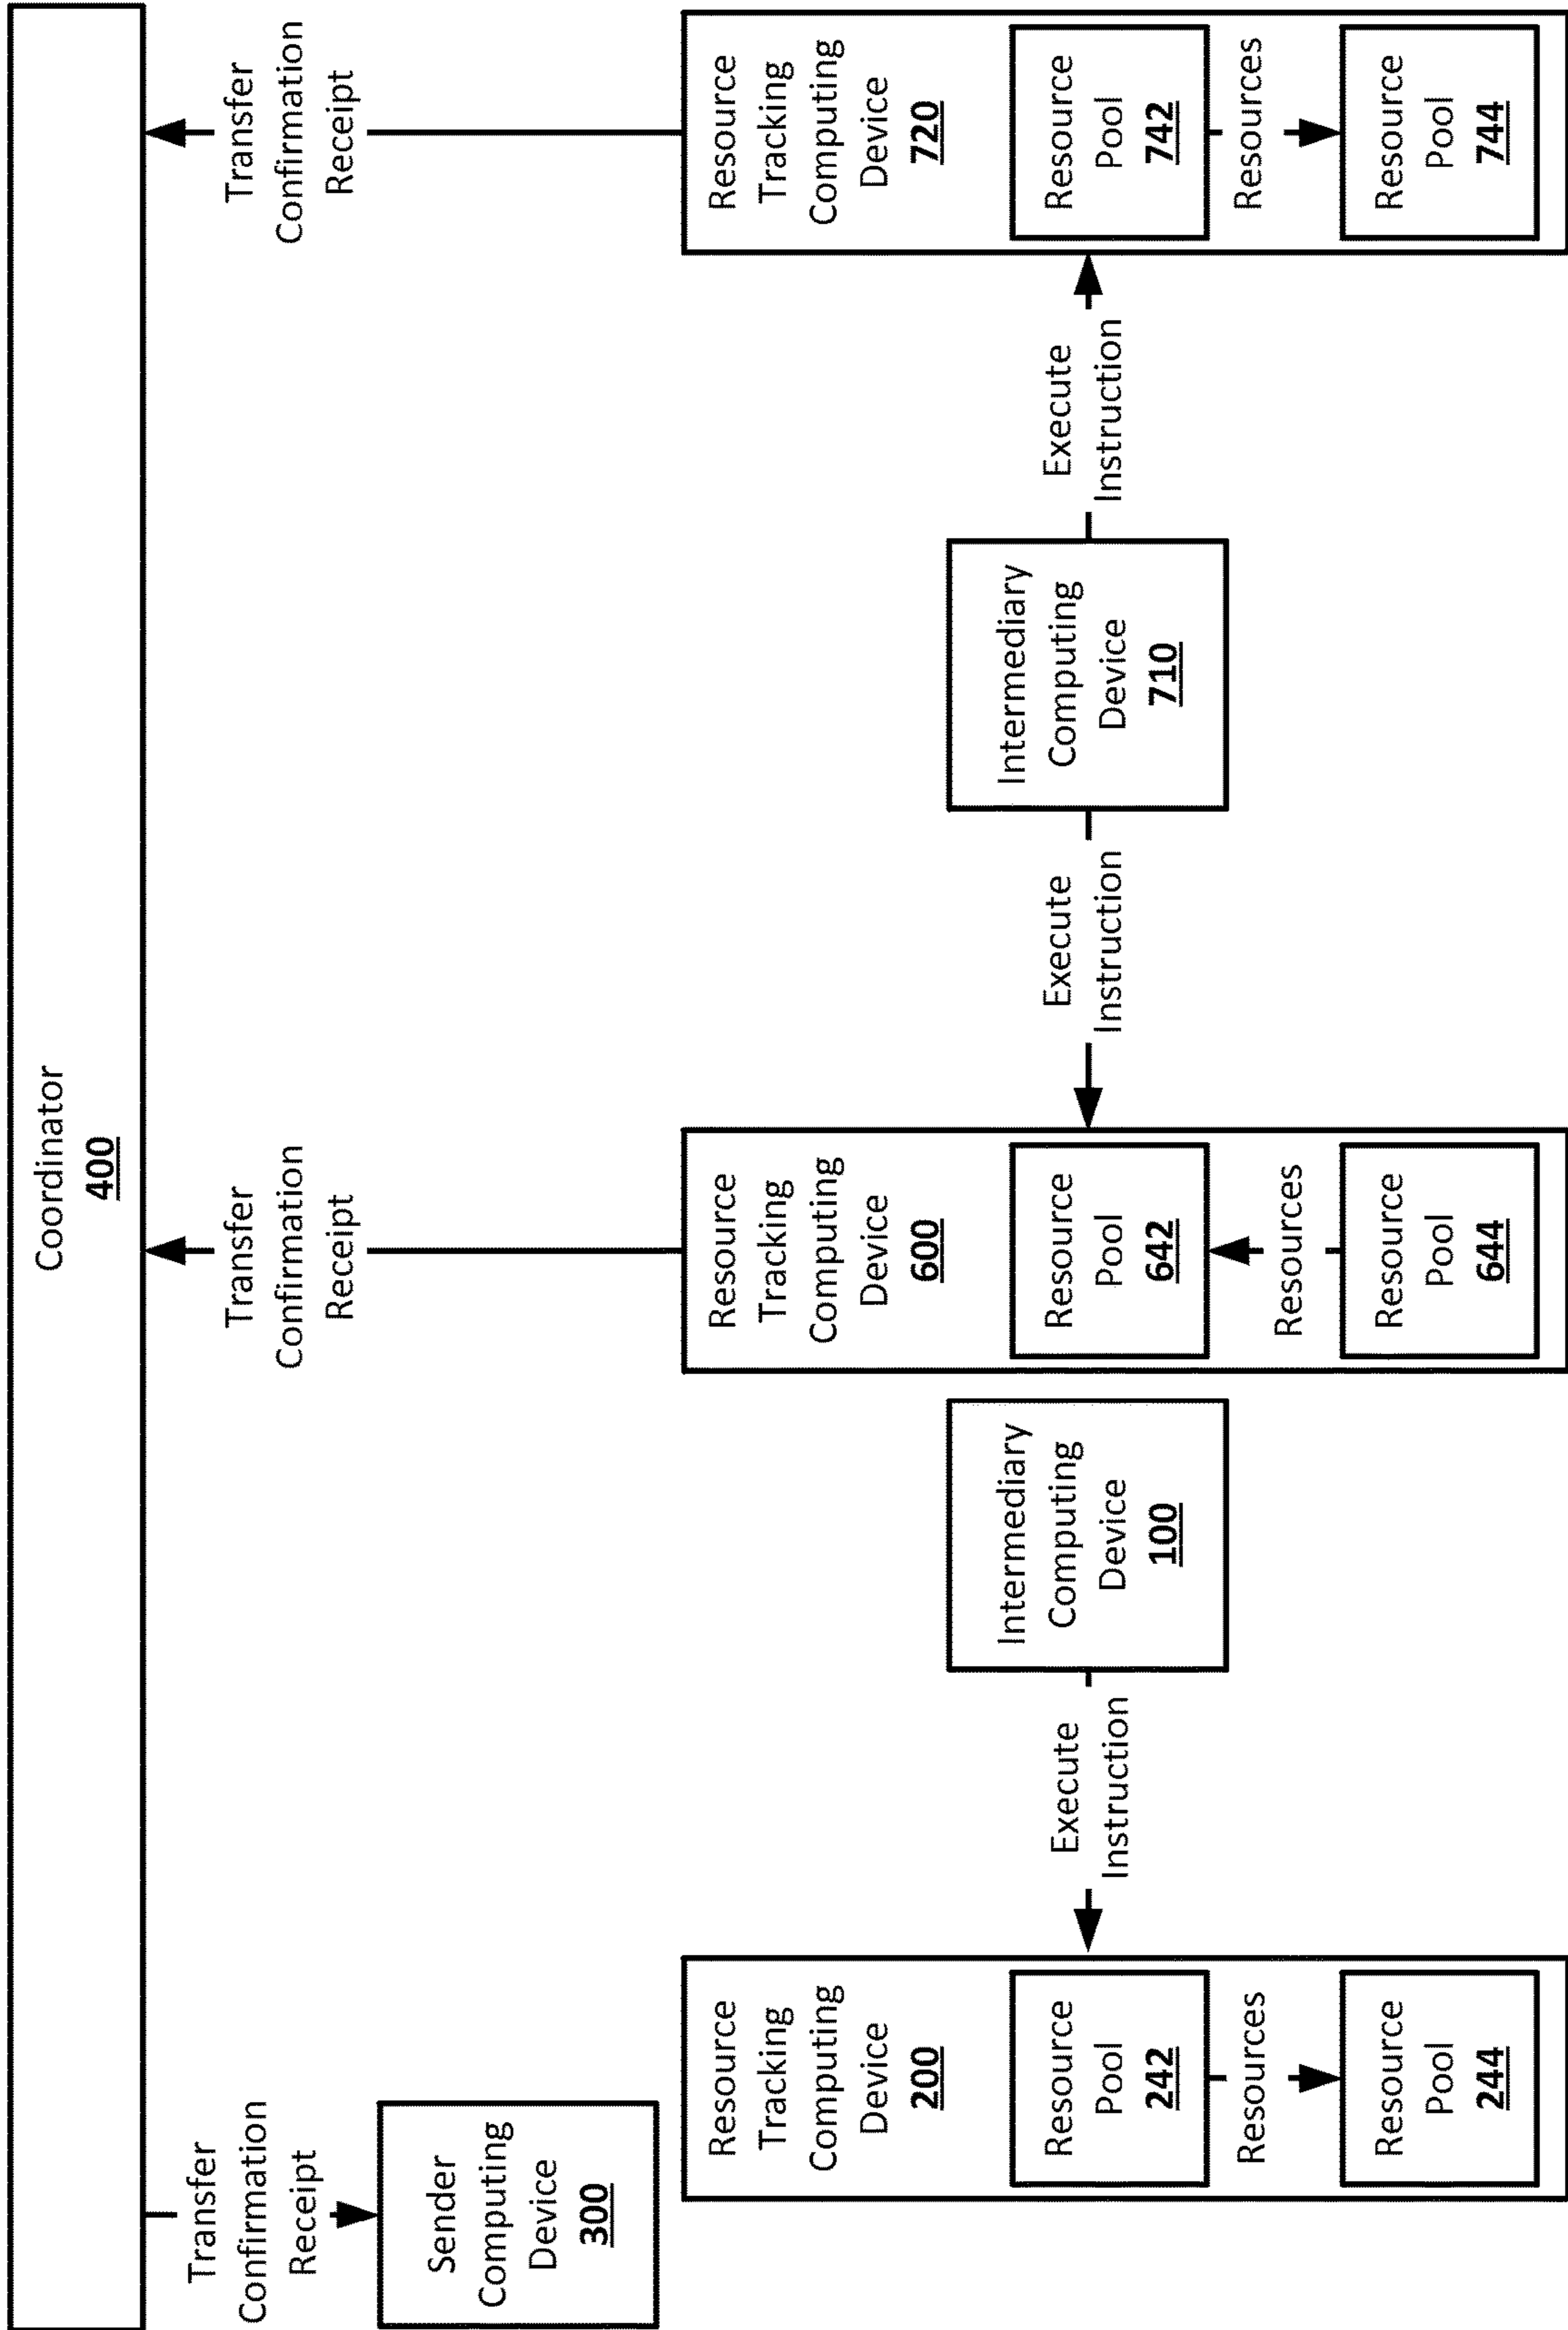 Coordinator
400
Transfer
Confirmation
Receipt
Transfer
Confirmation
Receipt
Transfer
Confirmation
Receipt
Sender
Computing
Device
300
Resource
Tracking
Computing
Device
200
Resource
Pool
242
Resources
Resource
Pool
244
Execute
Instruction
Intermediary
Computing
Device
100
Resource
Tracking
Computing
Device
600
Resource
Pool
642
Resources
Resource
Pool
644
Execute
Instruction
Intermediary
Computing
Device
710
Execute
Instruction
Resource
Tracking
Computing
Device
720
Resource
Pool
742
Resources
Resource
Pool
744